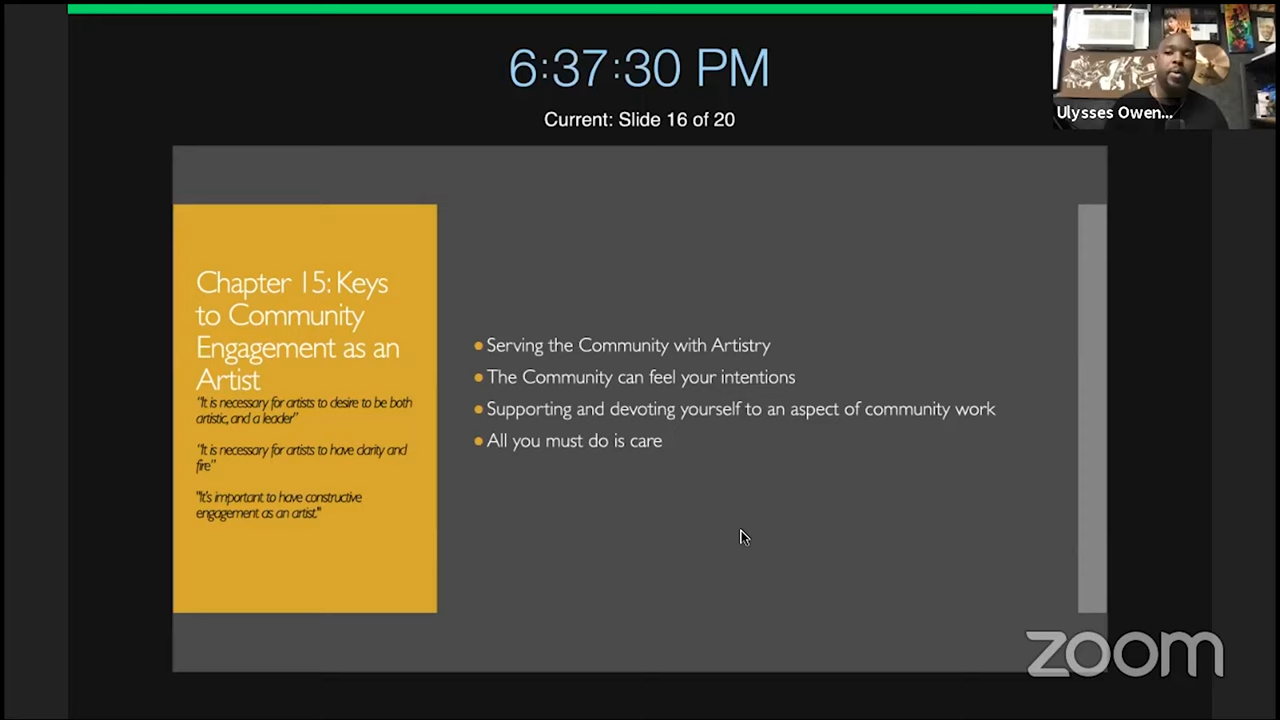 6:37:30 PM
Current: Slide 16 of 20
Ulysses Owen...
Chapter 15: Keys
to Community
Engagement as an
Artist
"It is necessary for artists to desire to be both
artistic, and a leader"
"It is necessary for artists to have clarity and
fire"
"It's important to have constructive
engagement as an artist."
Serving the Community with Artistry
The Community can feel your intentions
Supporting and devoting yourself to an aspect of community work
All you must do is care
zoom